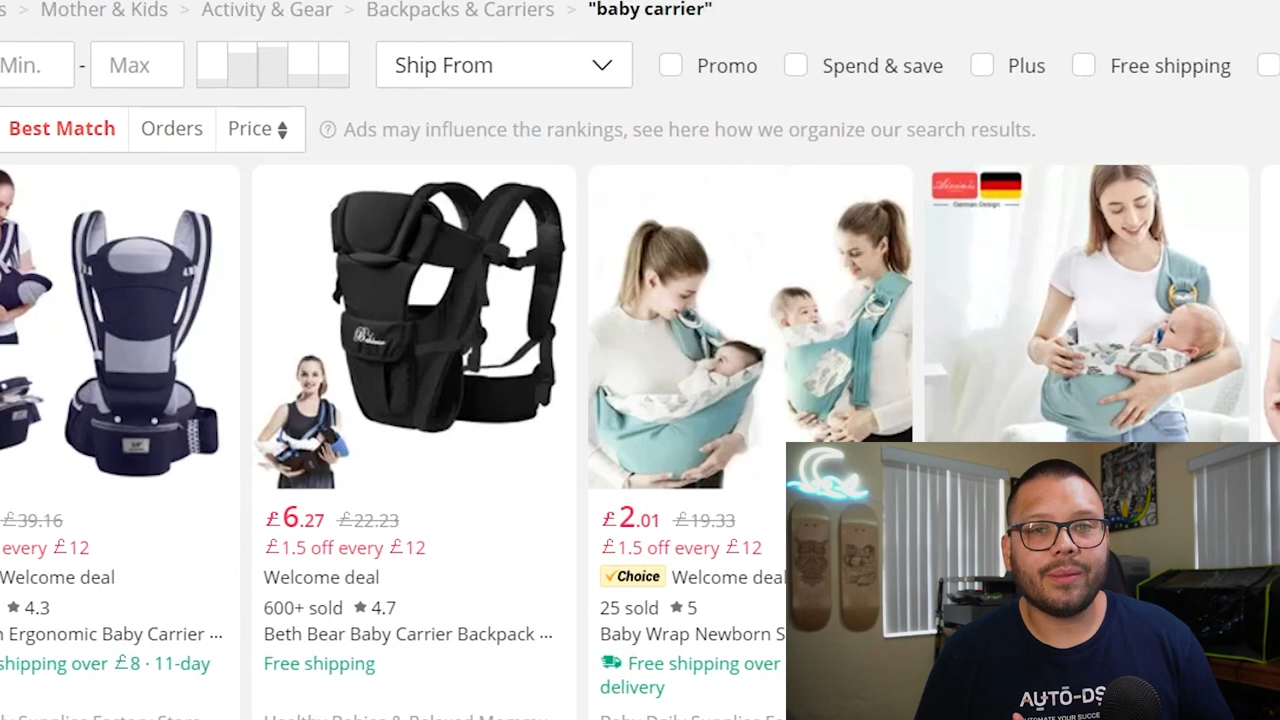 s > Mother & Kids > Activity & Gear > Backpacks & Carriers > "baby carrier"
Min. - Max Ship From Promo Spend & save Plus Free shipping
Best Match Orders Price Ads may influence the rankings, see here how we organize our search results.
German Design
£39.16
£6.27 £22.23
£2.01 £19.33
every £12
£1.5 off every £12
£1.5 off every £12
Welcome deal
Welcome deal
Choice Welcome deal
4.3
600+ sold 4.7
25 sold 5
Ergonomic Baby Carrier ...
Beth Bear Baby Carrier Backpack ...
Baby Wrap Newborn S
shipping over £8 · 11-day
Free shipping
Free shipping over
delivery
AUTO-DS
AUTOMATE YOUR SUCCE